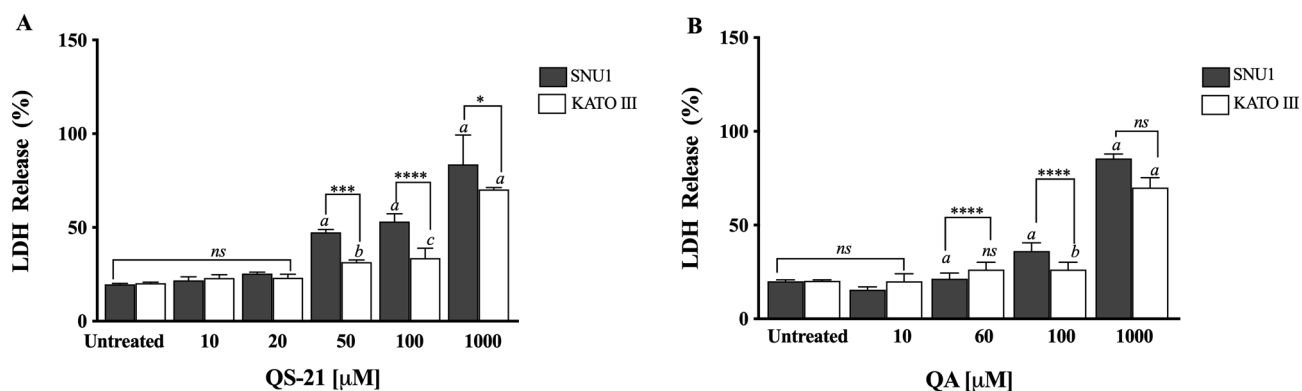 A
LDH Release (%)
150
100
50
0
SNU1
KATO III
*
a
a
****
a
c
***
a
b
ns
Untreated 10 20 50 100 1000
QS-21 [µM]
B
LDH Release (%)
150
100
50
0
SNU1
KATO III
ns
a
a
****
a
b
****
a
ns
ns
Untreated 10 60 100 1000
QA [µM]